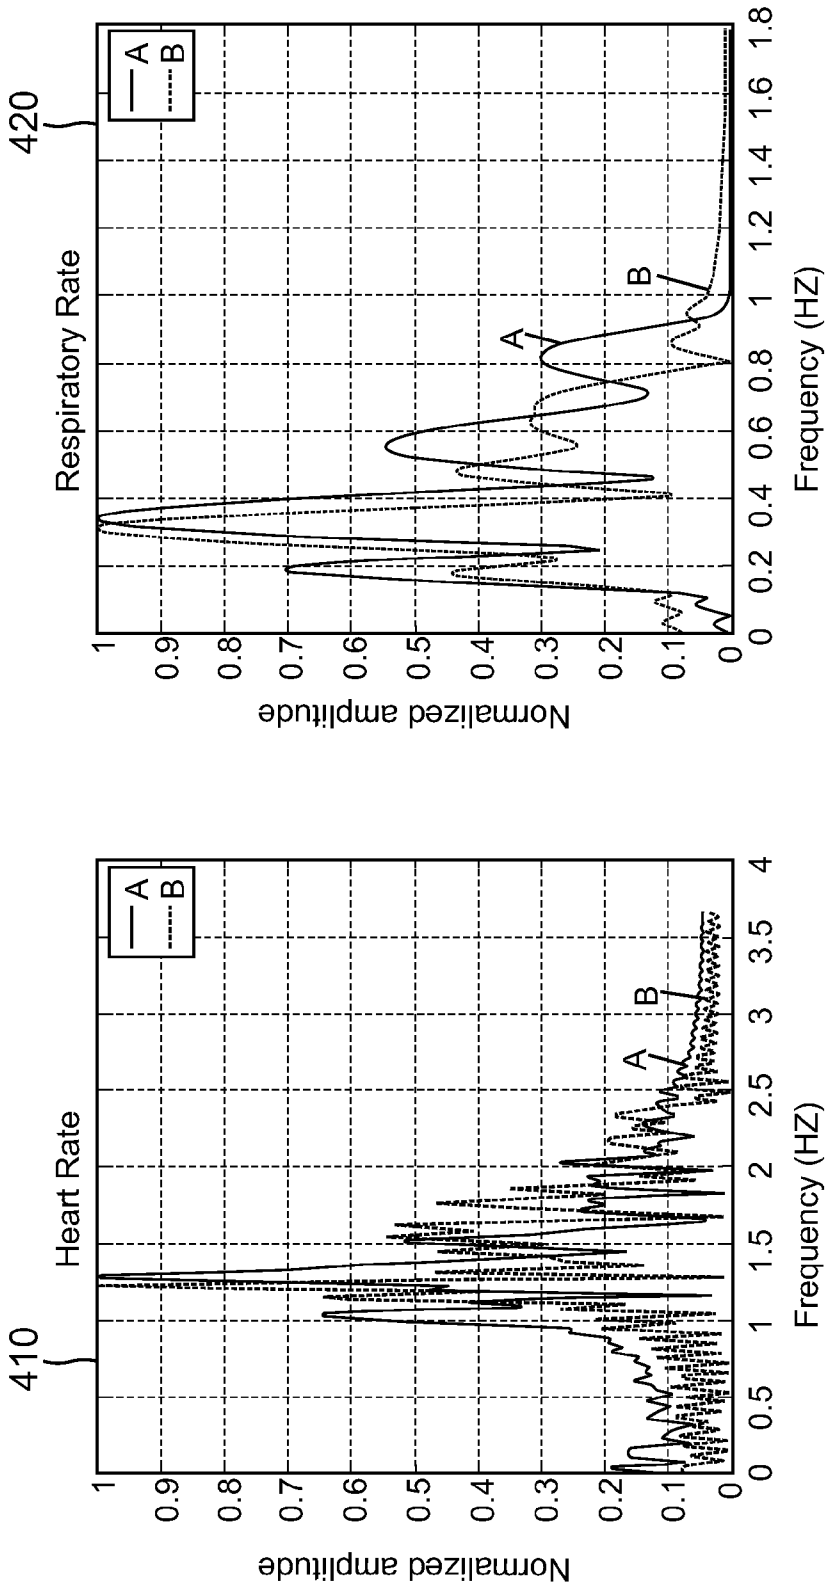 410
Heart Rate
A
B
1
0.9
0.8
0.7
0.6
0.5
0.4
0.3
0.2
0.1
0
Normalized amplitude
A
B
0 0.5 1 1.5 2 2.5 3 3.5 4
Frequency (HZ)
420
Respiratory Rate
A
B
1
0.9
0.8
0.7
0.6
0.5
0.4
0.3
0.2
0.1
0
Normalized amplitude
A
B
0 0.2 0.4 0.6 0.8 1 1.2 1.4 1.6 1.8
Frequency (HZ)